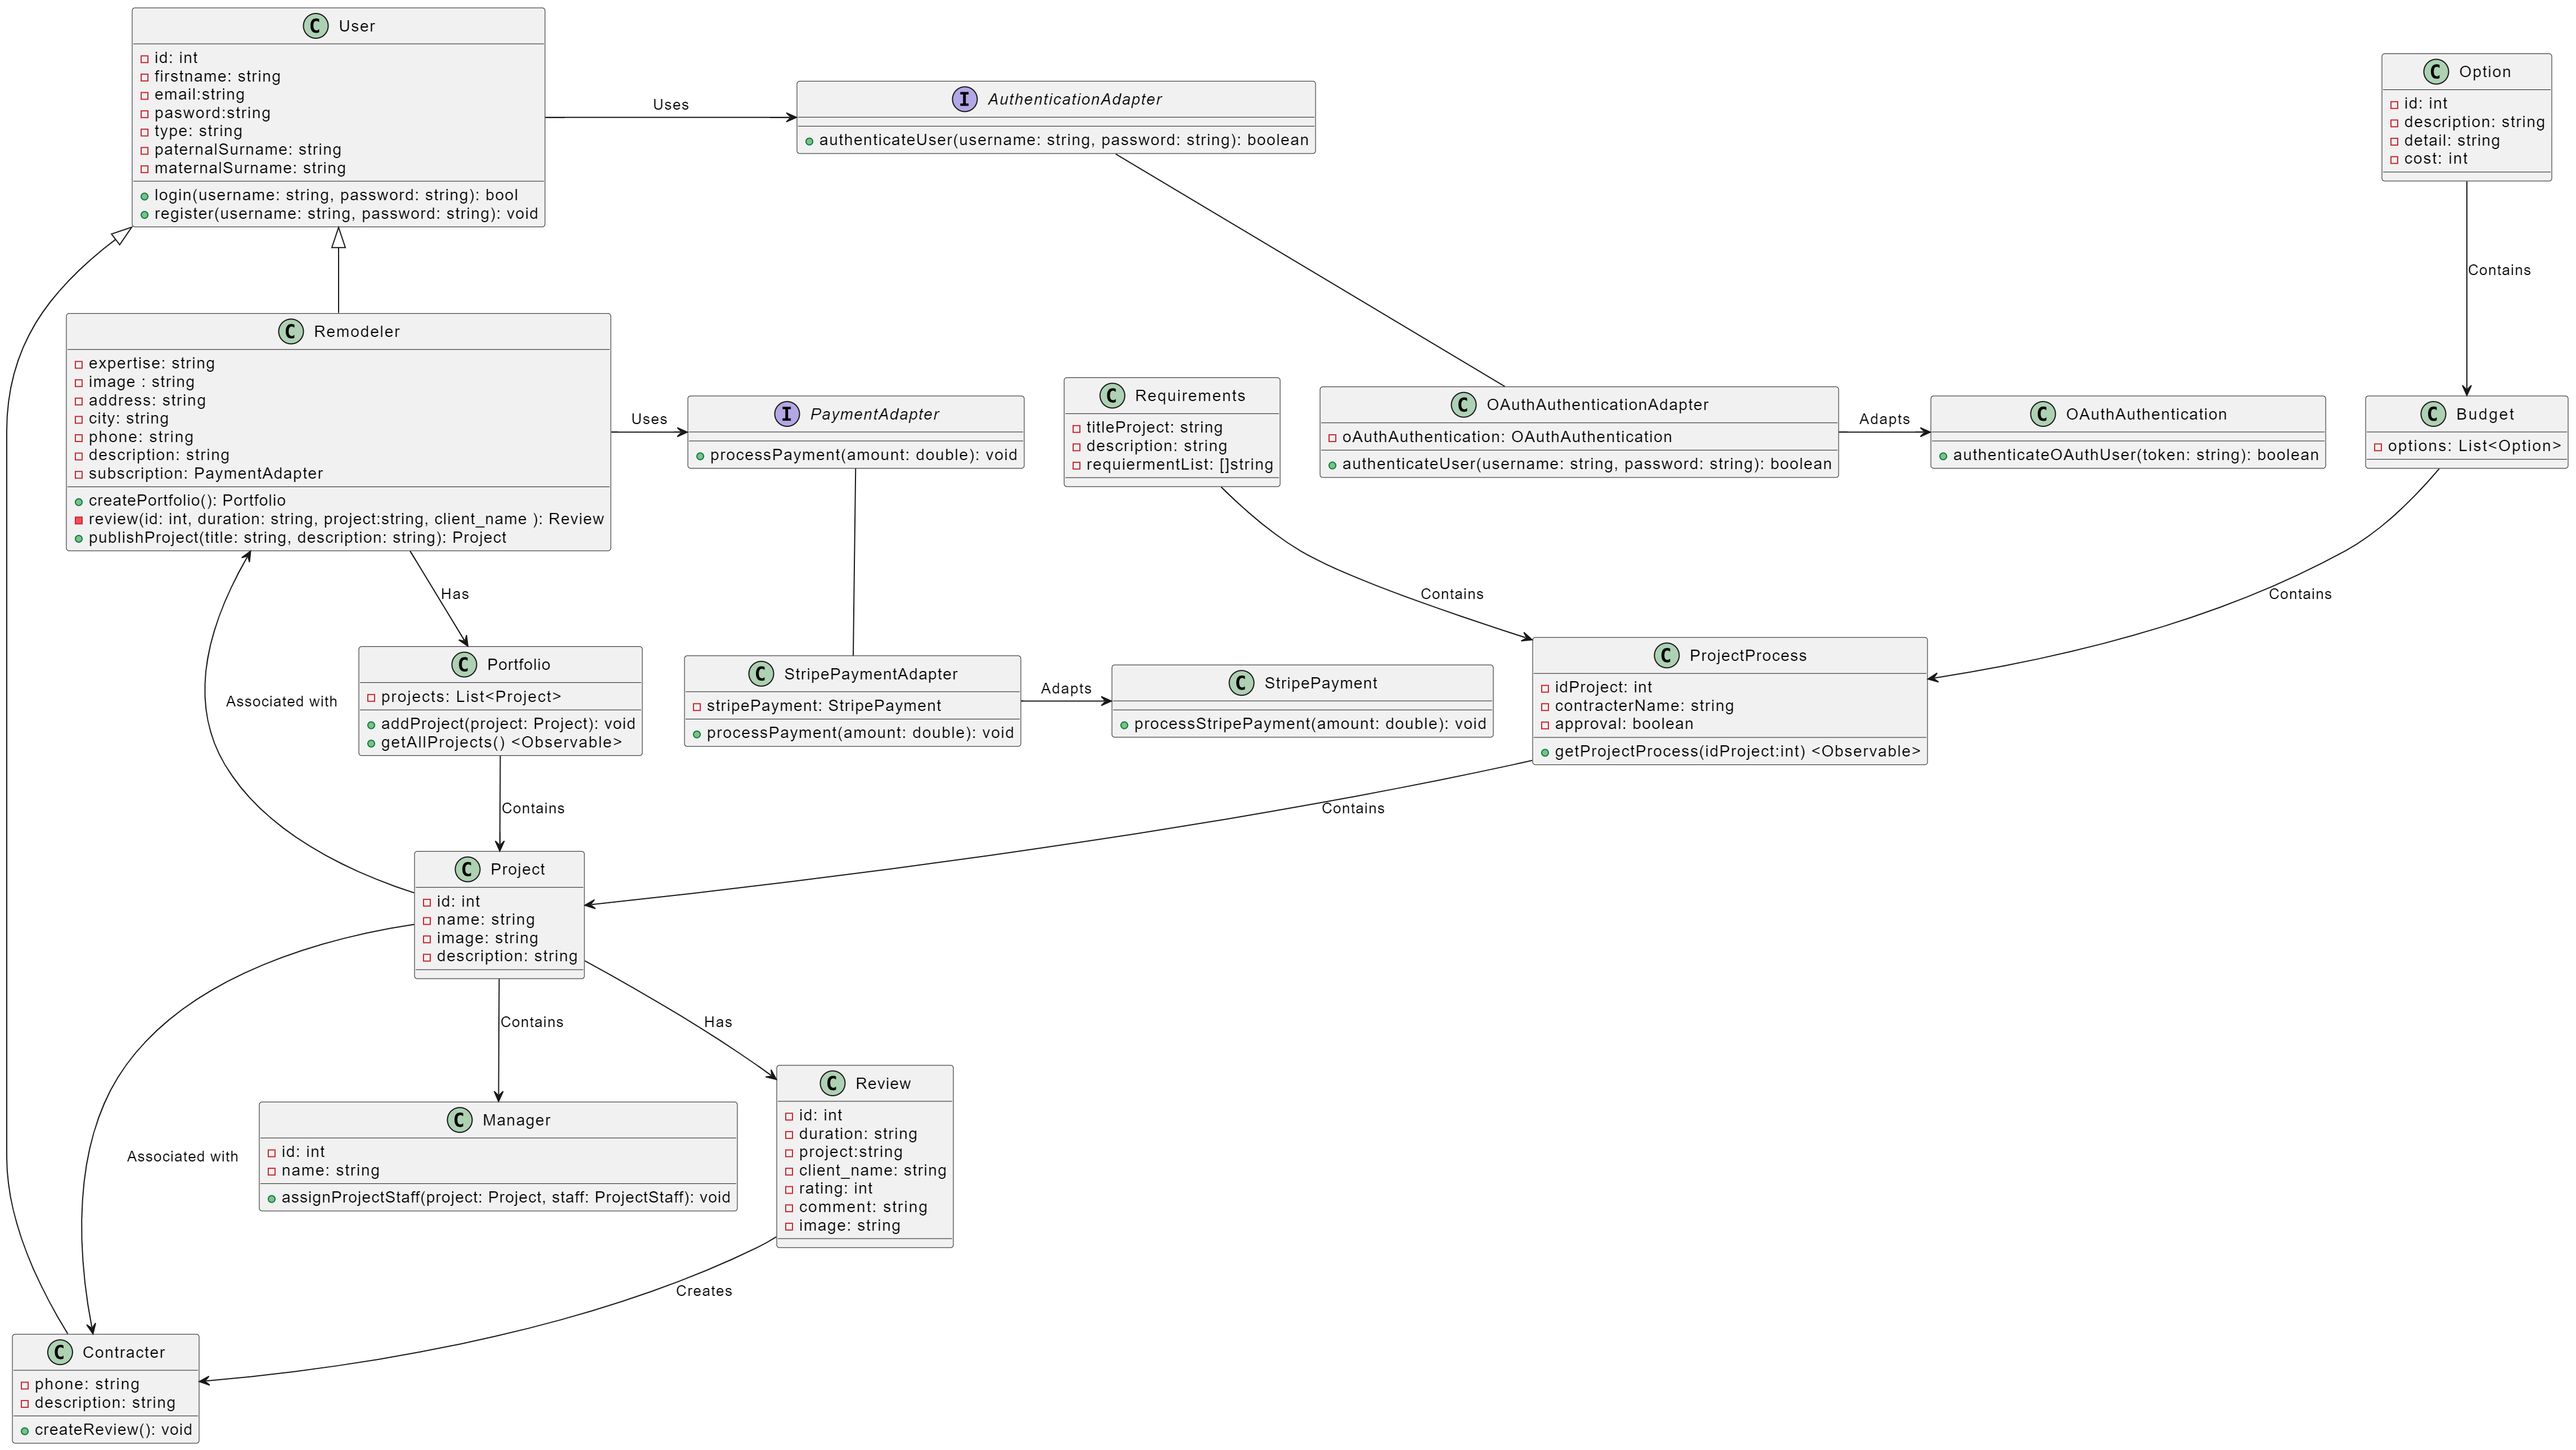 User
id: int
firstname: string
email:string
pasword:string
type: string
paternalSurname: string
maternalSurname: string
login(username: string, password: string): bool
register(username: string, password: string): void
Uses
AuthenticationAdapter
authenticateUser(username: string, password: string): boolean
Option
id: int
description: string
detail: string
cost: int
Contains
Remodeler
expertise: string
image : string
address: string
city: string
phone: string
description: string
subscription: PaymentAdapter
createPortfolio(): Portfolio
review(id: int, duration: string, project:string, client_name ): Review
publishProject(title: string, description: string): Project
Uses
PaymentAdapter
processPayment(amount: double): void
Requirements
titleProject: string
description: string
requiermentList: []string
OAuthAuthenticationAdapter
oAuthAuthentication: OAuthAuthentication
authenticateUser(username: string, password: string): boolean
Adapts
OAuthAuthentication
authenticateOAuthUser(token: string): boolean
Budget
options: List<Option>
Has
Contains
Contains
Associated with
Portfolio
projects: List<Project>
addProject(project: Project): void
getAllProjects() <Observable>
StripePaymentAdapter
stripePayment: StripePayment
processPayment(amount: double): void
Adapts
StripePayment
processStripePayment(amount: double): void
ProjectProcess
idProject: int
contracterName: string
approval: boolean
getProjectProcess(idProject:int) <Observable>
Contains
Contains
Project
id: int
name: string
image: string
description: string
Contains
Has
Associated with
Manager
id: int
name: string
assignProjectStaff(project: Project, staff: ProjectStaff): void
Review
id: int
duration: string
project:string
client_name: string
rating: int
comment: string
image: string
Creates
Contracter
phone: string
description: string
createReview(): void